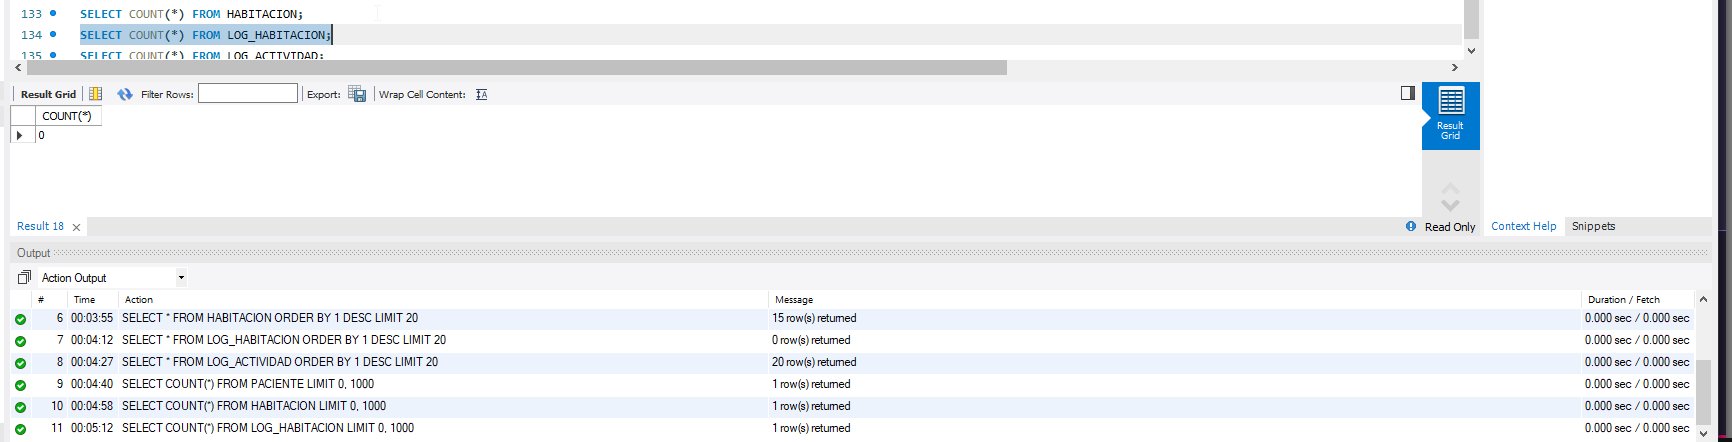 133 SELECT COUNT(*) FROM HABITACION;
134 SELECT COUNT(*) FROM LOG_HABITACION;
135 SELECT COUNT(*) FROM LOG_ACTIVIDAD;
Result Grid Filter Rows: Export: Wrap Cell Content: IA
COUNT(*)
0
Result
Grid
Result 18 Read Only Context Help Snippets
Output
Action Output
# Time Action Message Duration / Fetch
6 00:03:55 SELECT * FROM HABITACION ORDER BY 1 DESC LIMIT 20 15 row(s) returned 0.000 sec / 0.000 sec
7 00:04:12 SELECT * FROM LOG_HABITACION ORDER BY 1 DESC LIMIT 20 0 row(s) returned 0.000 sec / 0.000 sec
8 00:04:27 SELECT * FROM LOG_ACTIVIDAD ORDER BY 1 DESC LIMIT 20 20 row(s) returned 0.000 sec / 0.000 sec
9 00:04:40 SELECT COUNT(*) FROM PACIENTE LIMIT 0, 1000 1 row(s) returned 0.000 sec / 0.000 sec
10 00:04:58 SELECT COUNT(*) FROM HABITACION LIMIT 0, 1000 1 row(s) returned 0.000 sec / 0.000 sec
11 00:05:12 SELECT COUNT(*) FROM LOG_HABITACION LIMIT 0, 1000 1 row(s) returned 0.000 sec / 0.000 sec